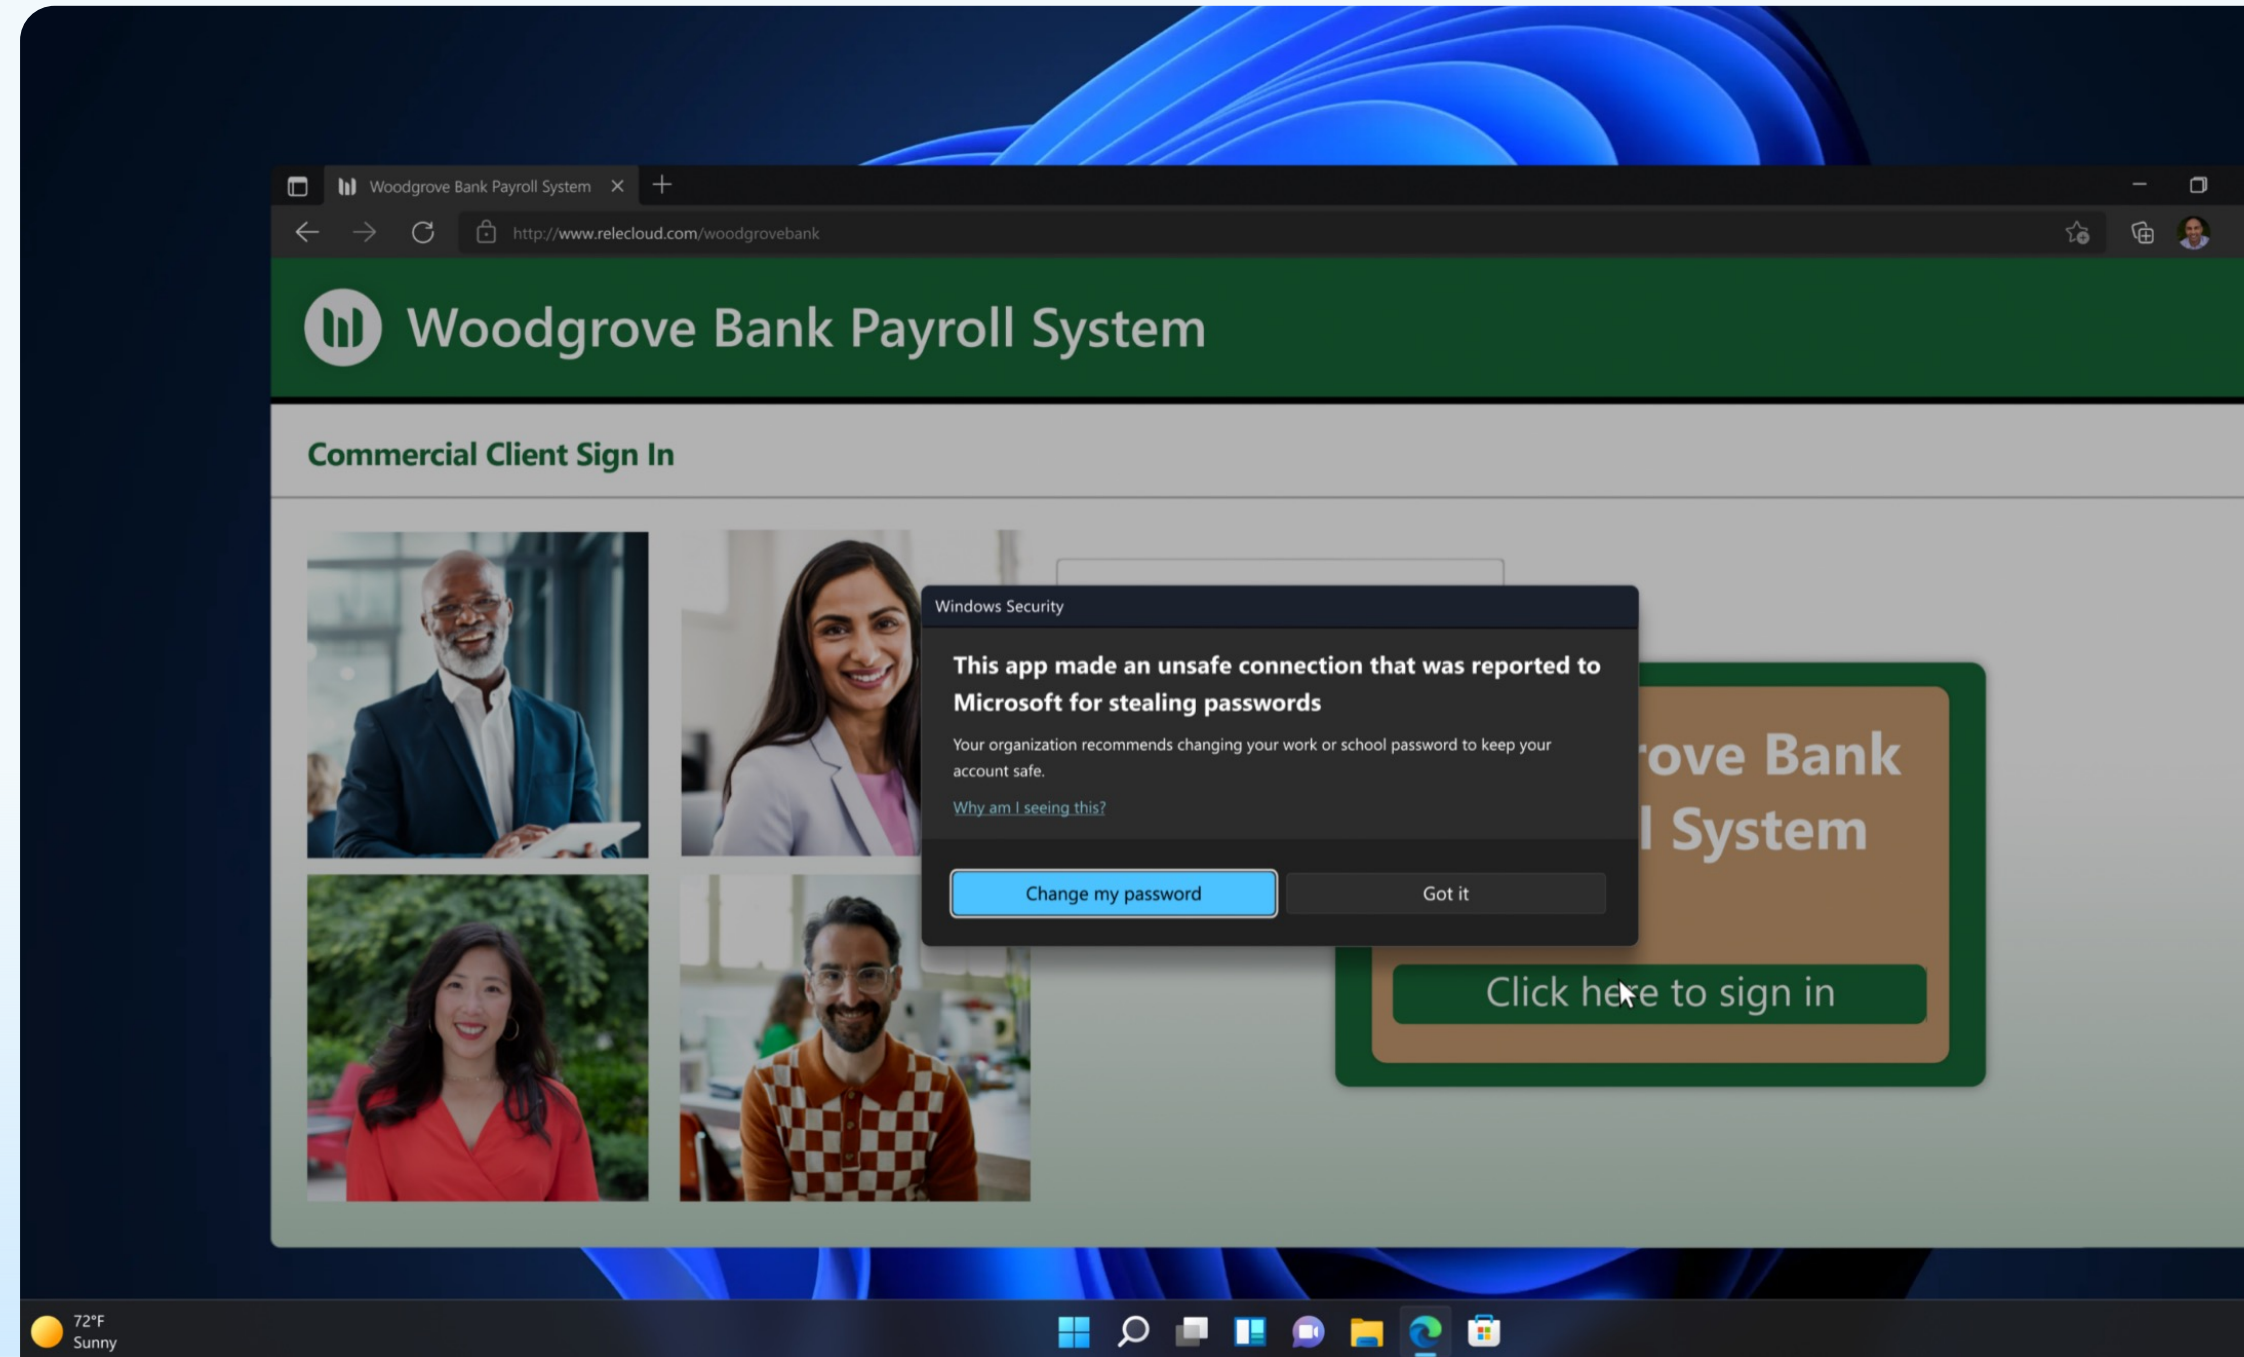 Woodgrove Bank Payroll System
http://www.relecloud.com/woodgrovebank
Woodgrove Bank Payroll System
Commercial Client Sign In
Windows Security
This app made an unsafe connection that was reported to
Microsoft for stealing passwords
Your organization recommends changing your work or school password to keep your
account safe.
Why am I seeing this?
Change my password
Got it
ove Bank
System
Click here to sign in
72°F
Sunny